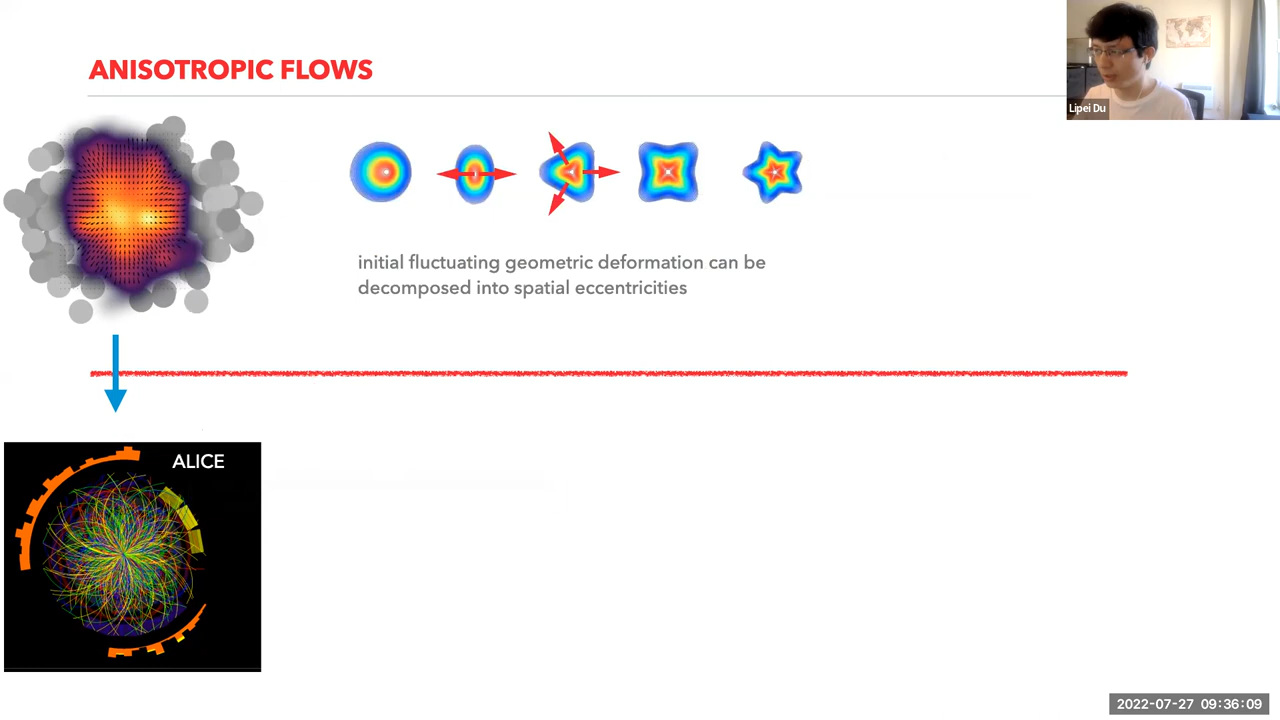 ANISOTROPIC FLOWS
Lipei Du
initial fluctuating geometric deformation can be
decomposed into spatial eccentricities
ALICE
2022-07-27 09:36:09